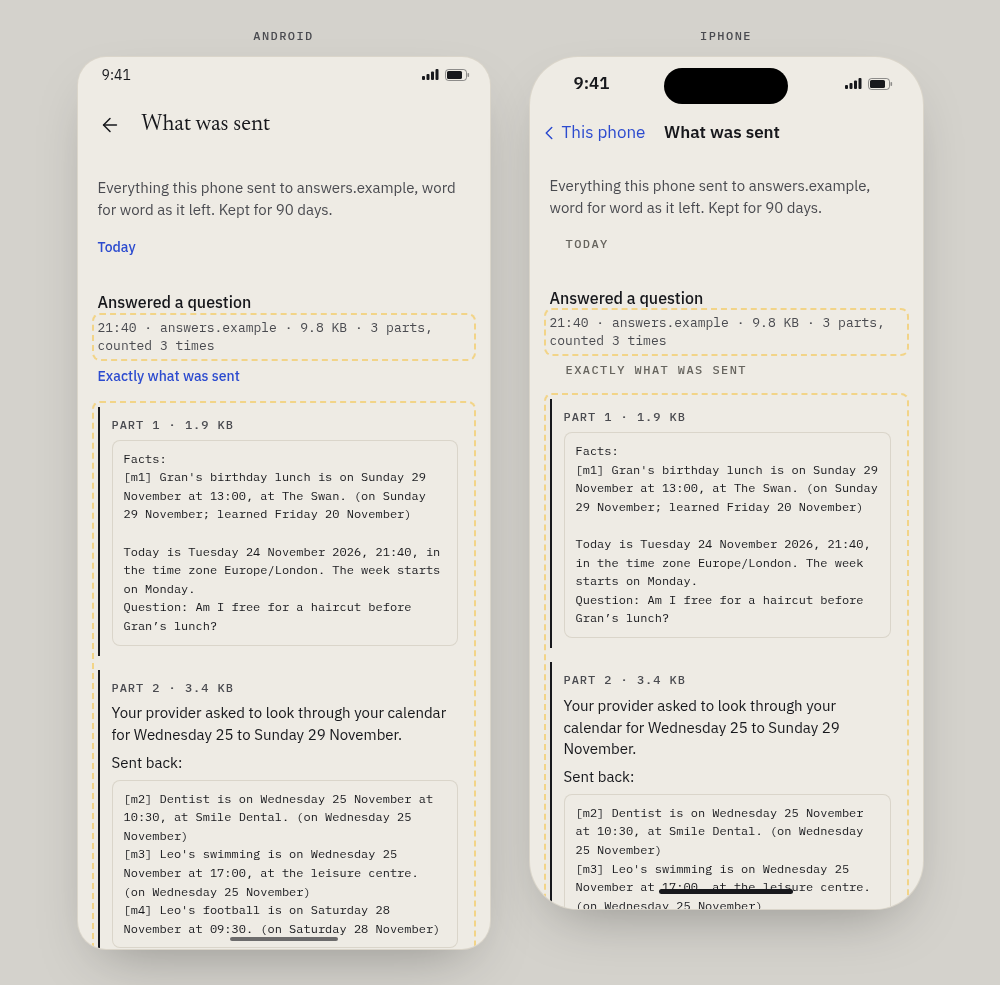 ANDROID
9:41
What was sent
Everything this phone sent to answers.example, word
for word as it left. Kept for 90 days.
Today
Answered a question
21:40 · answers.example · 9.8 KB · 3 parts,
counted 3 times
Exactly what was sent
PART 1 · 1.9 KB
Facts:
[m1] Gran's birthday lunch is on Sunday 29
November at 13:00, at The Swan. (on Sunday
29 November; learned Friday 20 November)
Today is Tuesday 24 November 2026, 21:40, in
the time zone Europe/London. The week starts
on Monday.
Question: Am I free for a haircut before
Gran’s lunch?
PART 2 · 3.4 KB
Your provider asked to look through your calendar
for Wednesday 25 to Sunday 29 November.
Sent back:
[m2] Dentist is on Wednesday 25 November at
10:30, at Smile Dental. (on Wednesday 25
November)
[m3] Leo's swimming is on Wednesday 25
November at 17:00, at the leisure centre.
(on Wednesday 25 November)
[m4] Leo's football is on Saturday 28
November at 09:30. (on Saturday 28 November)
IPHONE
9:41
This phone What was sent
Everything this phone sent to answers.example,
word for word as it left. Kept for 90 days.
TODAY
Answered a question
21:40 · answers.example · 9.8 KB · 3 parts,
counted 3 times
EXACTLY WHAT WAS SENT
PART 1 · 1.9 KB
Facts:
[m1] Gran's birthday lunch is on Sunday 29
November at 13:00, at The Swan. (on Sunday
29 November; learned Friday 20 November)
Today is Tuesday 24 November 2026, 21:40,
in the time zone Europe/London. The week
starts on Monday.
Question: Am I free for a haircut before
Gran’s lunch?
PART 2 · 3.4 KB
Your provider asked to look through your
calendar for Wednesday 25 to Sunday 29
November.
Sent back:
[m2] Dentist is on Wednesday 25 November
at 10:30, at Smile Dental. (on Wednesday
25 November)
[m3] Leo's swimming is on Wednesday 25
November at 17:00, at the leisure centre.
(on Wednesday 25 November)